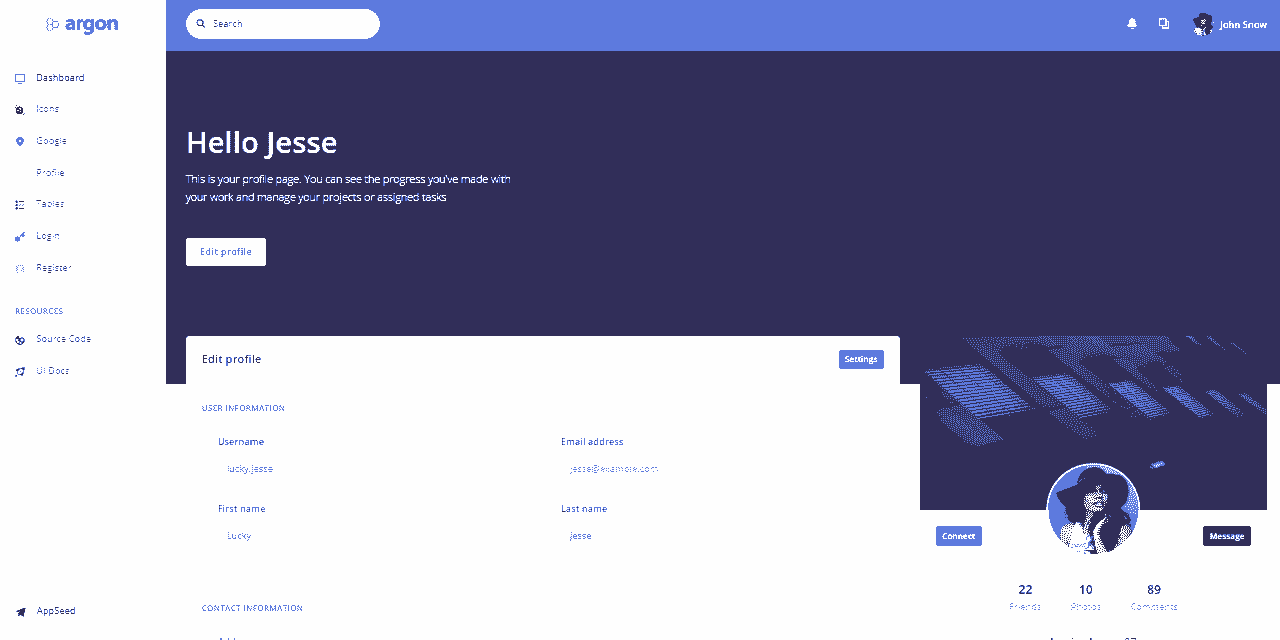 argon
Search
John Snow
Dashboard
Icons
Google
Profile
Tables
Login
Register
RESOURCES
Source Code
UI Docs
AppSeed
Hello Jesse
This is your profile page. You can see the progress you've made with
your work and manage your projects or assigned tasks
Edit profile
Edit profile
Settings
USER INFORMATION
Username
Email address
lucky.jesse
jesse@example.com
First name
Last name
Lucky
Jesse
CONTACT INFORMATION
Connect
Message
22
10
89
Friends
Photos
Comments